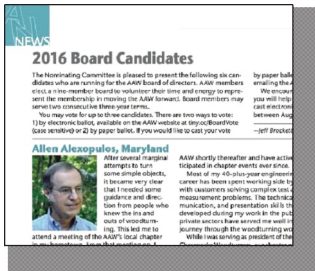 AN
NEWS
2016 Board Candidates
The Nominating Committee is pleased to present the following six can-
didates who are running for the AAW board of directors. AAW members
elect a nine-member board to volunteer their time and energy to repre-
sent the membership in moving the AAW forward. Board members may
serve two consecutive three-year terms.
You may vote for up to three candidates. There are two ways to vote:
1) by electronic ballot, available on the AAW website at tiny.cc/BoardVote
(case sensitive) or 2) by paper ballot. If you would like to cast your vote
by paper balle
emailing the A
We encour
you will help
cast electroni
between Aug
—Jeff Brockett
Allen Alexopulos, Maryland
After several marginal
attempts to turn
some simple objects,
it became very clear
that I needed some
guidance and direc-
tion from people who
knew the ins and
outs of woodturn-
ing. This led me to
attend a meeting of the AAW's local chapter
in my hometown. I
AAW shortly thereafter and have active
ticipated in chapter events ever since.
Most of my 40-plus-year engineerin
career has been spent working side by
with customers solving complex test a
measurement problems. The technica
munication, and presentation skills th
developed during my work in the pub
private sectors have served me well in
journey through the woodturning wo
While I was serving as president of the